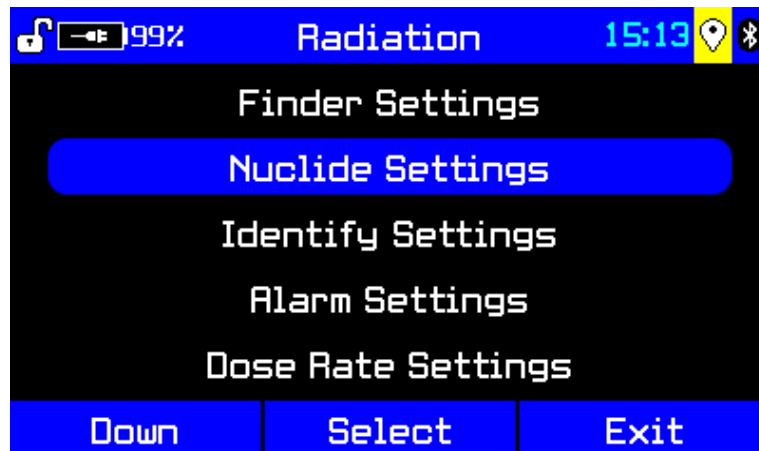 99% Radiation 15:13
Finder Settings
Nuclide Settings
Identify Settings
Alarm Settings
Dose Rate Settings
Down Select Exit